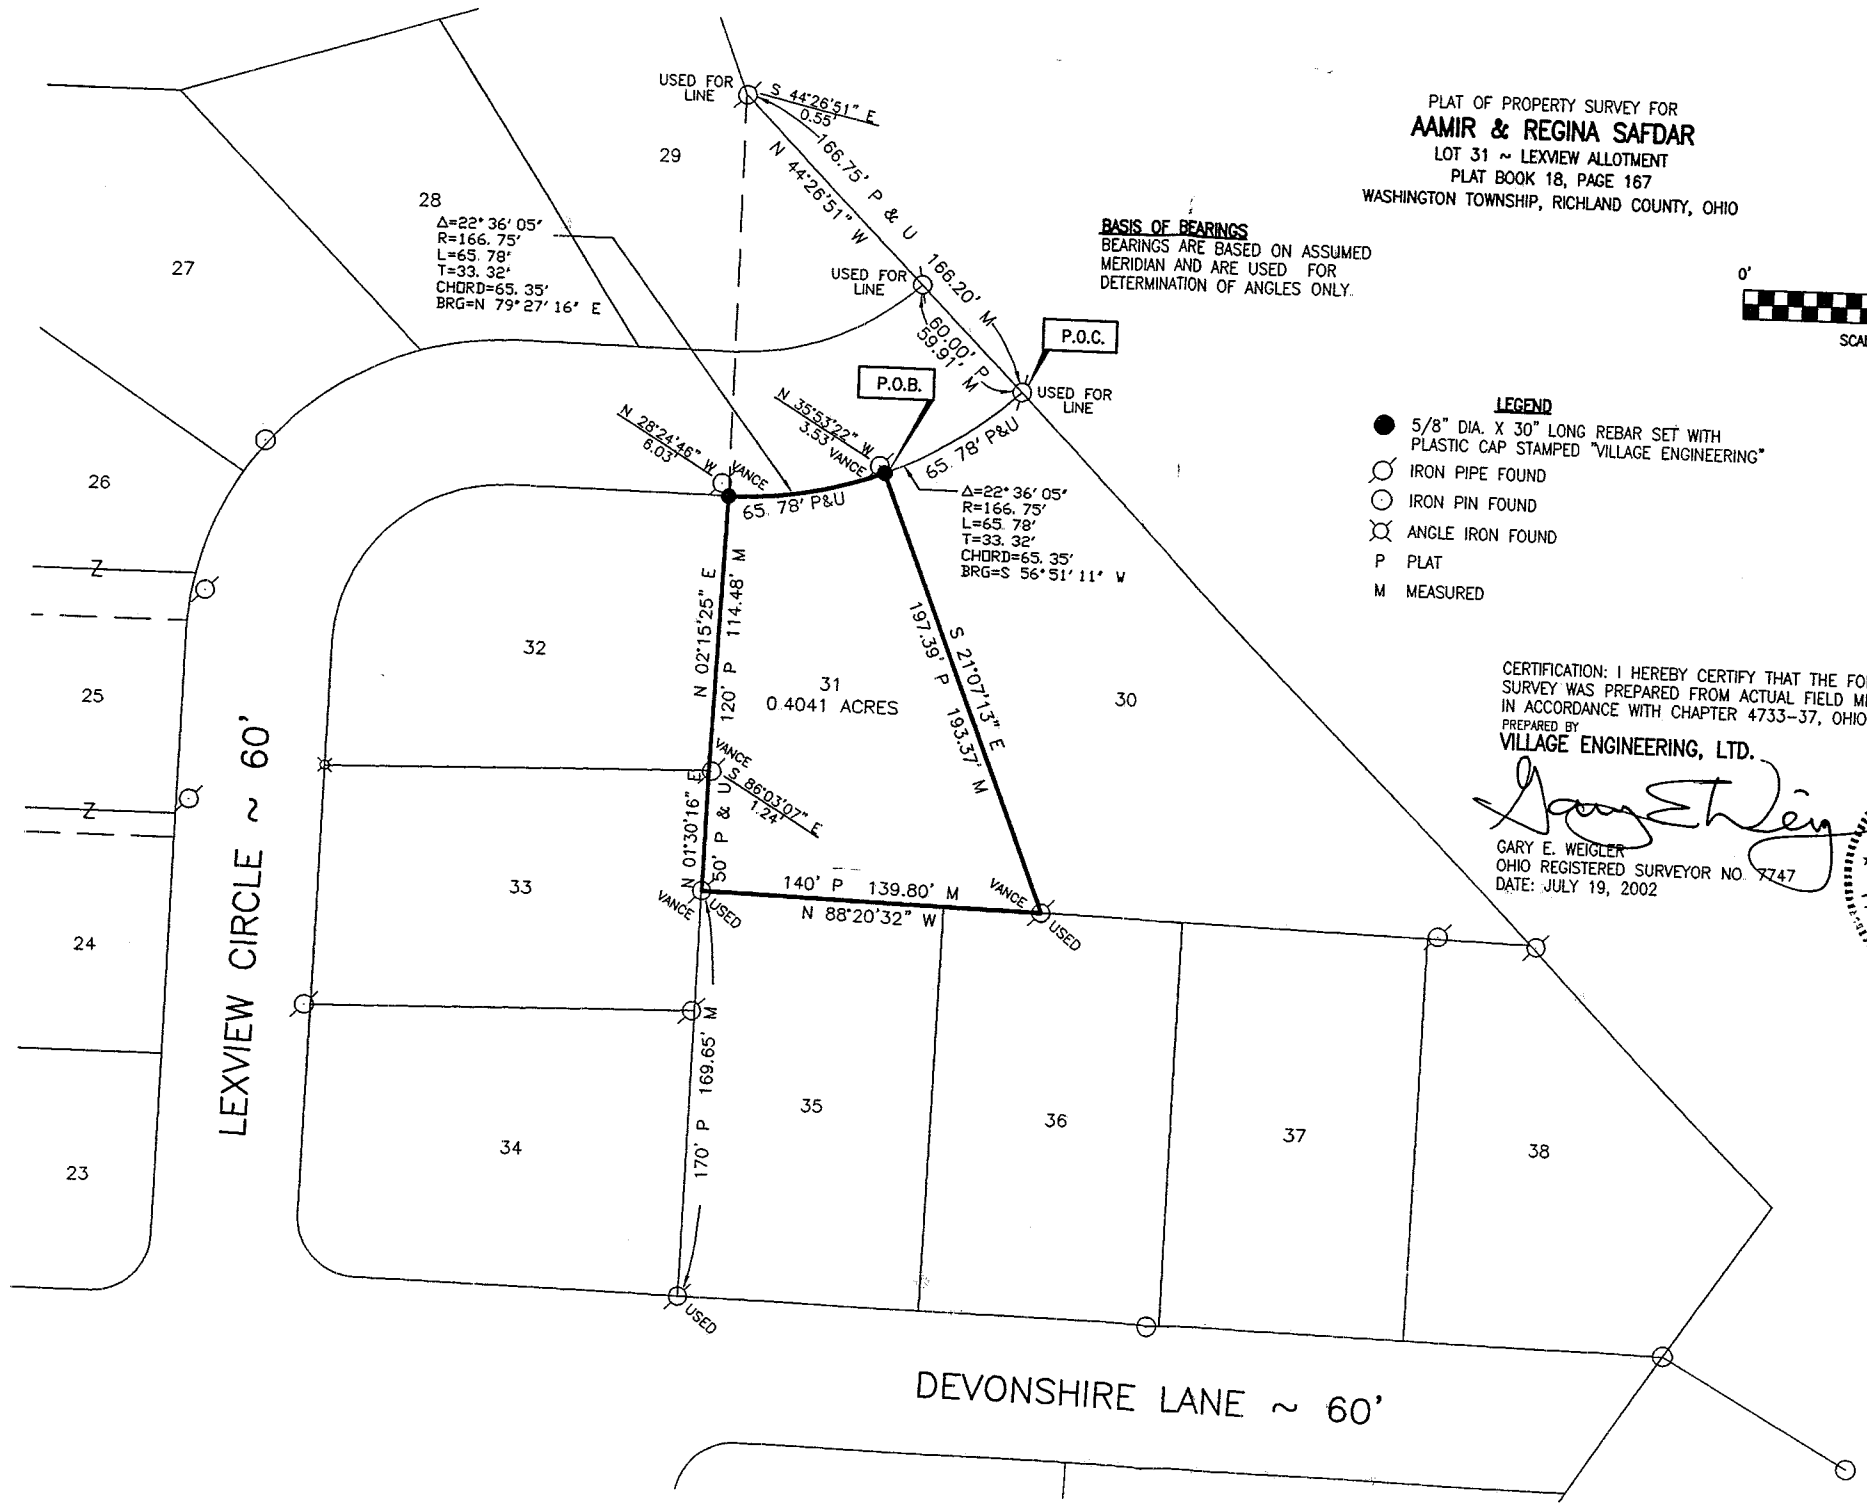 PLAT OF PROPERTY SURVEY FOR
AAMIR & REGINA SAFDAR
LOT 31 ~ LEXVIEW ALLOTMENT
PLAT BOOK 18, PAGE 167
WASHINGTON TOWNSHIP, RICHLAND COUNTY, OHIO
BASIS OF BEARINGS
BEARINGS ARE BASED ON ASSUMED
MERIDIAN AND ARE USED FOR
DETERMINATION OF ANGLES ONLY.
0'
SCAL
LEGEND
5/8" DIA. X 30" LONG REBAR SET WITH
PLASTIC CAP STAMPED "VILLAGE ENGINEERING"
IRON PIPE FOUND
IRON PIN FOUND
ANGLE IRON FOUND
P PLAT
M MEASURED
CERTIFICATION: I HEREBY CERTIFY THAT THE FO
SURVEY WAS PREPARED FROM ACTUAL FIELD M
IN ACCORDANCE WITH CHAPTER 4733-37, OHIO
PREPARED BY
VILLAGE ENGINEERING, LTD.
GARY E. WEIGLER
OHIO REGISTERED SURVEYOR NO. 7747
DATE: JULY 19, 2002
USED FOR
LINE
S 44°26'51" E
0.55'
166.75' P & U
N 44°26'51" W
166.20' M
29
28
Δ=22°36'05"
R=166.75'
L=65.78'
T=33.32'
CHORD=65.35'
BRG=N 79°27'16" E
27
USED FOR
LINE
60.00' P
59.91' M
P.O.C.
P.O.B.
USED FOR
LINE
N 35°53'22" W
3.53'
VANCE
N 28°24'46" W
6.03'
VANCE
65.78' P&U
65.78' P&U
Δ=22°36'05"
R=166.75'
L=65.78'
T=33.32'
CHORD=65.35'
BRG=S 56°51'11" W
26
Z
25
Z
24
23
LEXVIEW CIRCLE ~ 60'
32
N 02°15'25" E
120' P 114.48' M
31
0.4041 ACRES
S 21°07'13" E
197.39' P 193.37' M
30
VANCE
S 86°03'07" E
1.24'
N 01°30'16" E
50' P & U
33
VANCE
USED
140' P 139.80' M
N 88°20'32" W
VANCE
USED
170' P 169.65' M
34
35
36
37
38
USED
DEVONSHIRE LANE ~ 60'